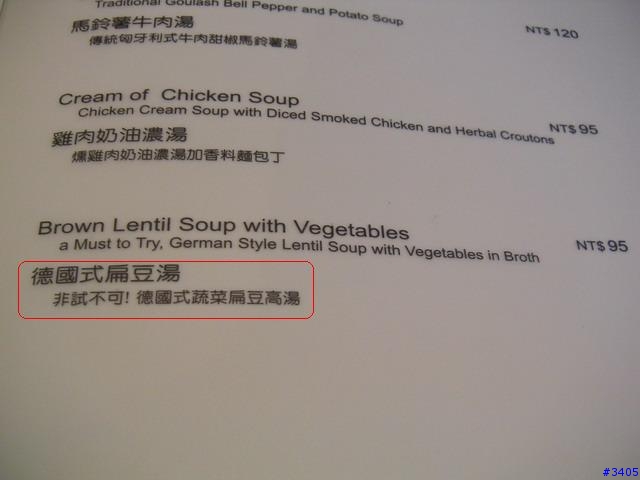 Traditional Goulash Bell Pepper and Potato Soup
馬鈴薯牛肉湯
NT$ 120
傳統匈牙利式牛肉甜椒馬鈴薯湯
Cream of Chicken Soup
Chicken Cream Soup with Diced Smoked Chicken and Herbal Croutons
NT$ 95
雞肉奶油濃湯
燻雞肉奶油濃湯加香料麵包丁
Brown Lentil Soup with Vegetables
a Must to Try, German Style Lentil Soup with Vegetables in Broth
NT$ 95
德國式扁豆湯
非試不可! 德國式蔬菜扁豆高湯
#3405